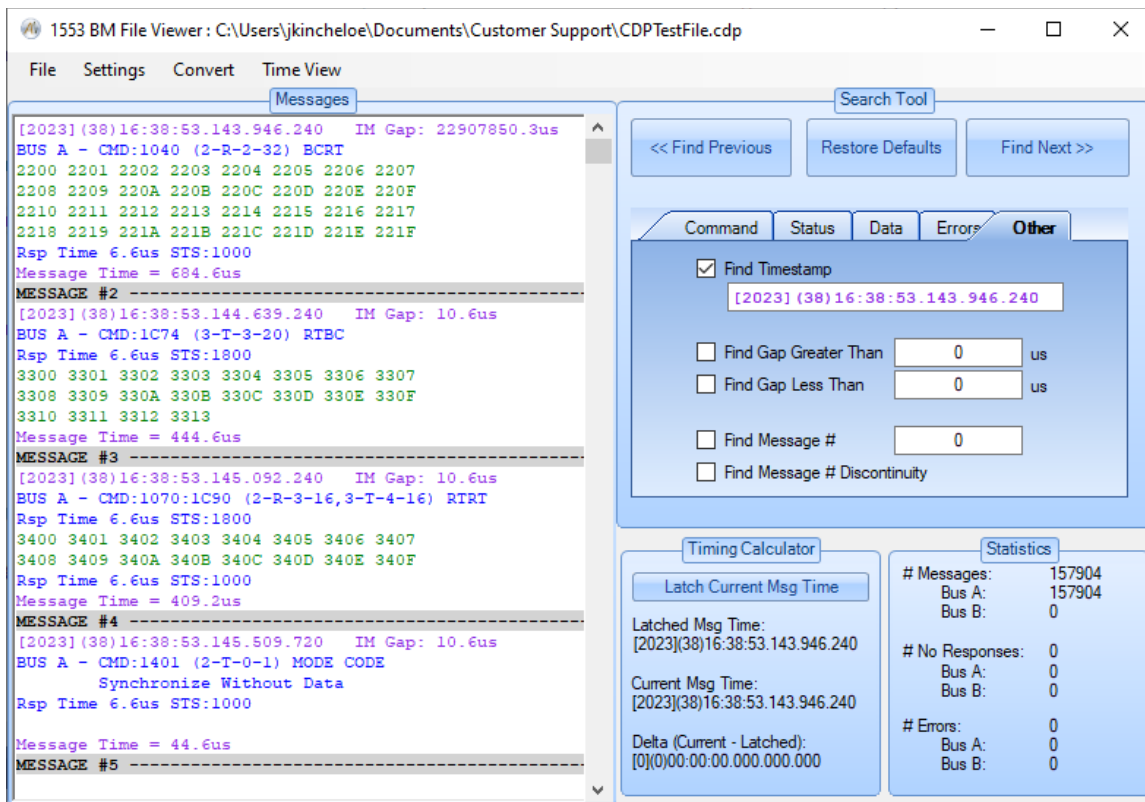 1553 BM File Viewer : C:\Users\jkincheloe\Documents\Customer Support\CDPTestFile.cdp
File Settings Convert Time View
Messages
[2023](38)16:38:53.143.946.240 IM Gap: 22907850.3us
BUS A - CMD:1040 (2-R-2-32) BCRT
2200 2201 2202 2203 2204 2205 2206 2207
2208 2209 220A 220B 220C 220D 220E 220F
2210 2211 2212 2213 2214 2215 2216 2217
2218 2219 221A 221B 221C 221D 221E 221F
Rsp Time 6.6us STS:1000
Message Time = 684.6us
MESSAGE #2 --------------------------------------------
[2023](38)16:38:53.144.639.240 IM Gap: 10.6us
BUS A - CMD:1C74 (3-T-3-20) RTBC
Rsp Time 6.6us STS:1800
3300 3301 3302 3303 3304 3305 3306 3307
3308 3309 330A 330B 330C 330D 330E 330F
3310 3311 3312 3313
Message Time = 444.6us
MESSAGE #3 --------------------------------------------
[2023](38)16:38:53.145.092.240 IM Gap: 10.6us
BUS A - CMD:1070:1C90 (2-R-3-16,3-T-4-16) RTRT
Rsp Time 6.6us STS:1800
3400 3401 3402 3403 3404 3405 3406 3407
3408 3409 340A 340B 340C 340D 340E 340F
Rsp Time 6.6us STS:1000
Message Time = 409.2us
MESSAGE #4 --------------------------------------------
[2023](38)16:38:53.145.509.720 IM Gap: 10.6us
BUS A - CMD:1401 (2-T-0-1) MODE CODE
Synchronize Without Data
Rsp Time 6.6us STS:1000
Message Time = 44.6us
MESSAGE #5 --------------------------------------------
Search Tool
<< Find Previous Restore Defaults Find Next >>
Command Status Data Errors Other
Find Timestamp
[2023](38)16:38:53.143.946.240
Find Gap Greater Than 0 us
Find Gap Less Than 0 us
Find Message # 0
Find Message # Discontinuity
Timing Calculator
Latch Current Msg Time
Latched Msg Time:
[2023](38)16:38:53.143.946.240
Current Msg Time:
[2023](38)16:38:53.143.946.240
Delta (Current - Latched):
[0](0)00:00:00.000.000.000
Statistics
# Messages: 157904
Bus A: 157904
Bus B: 0
# No Responses: 0
Bus A: 0
Bus B: 0
# Errors: 0
Bus A: 0
Bus B: 0